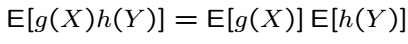 E[g(X)h(Y)] = E[g(X)] E[h(Y)]